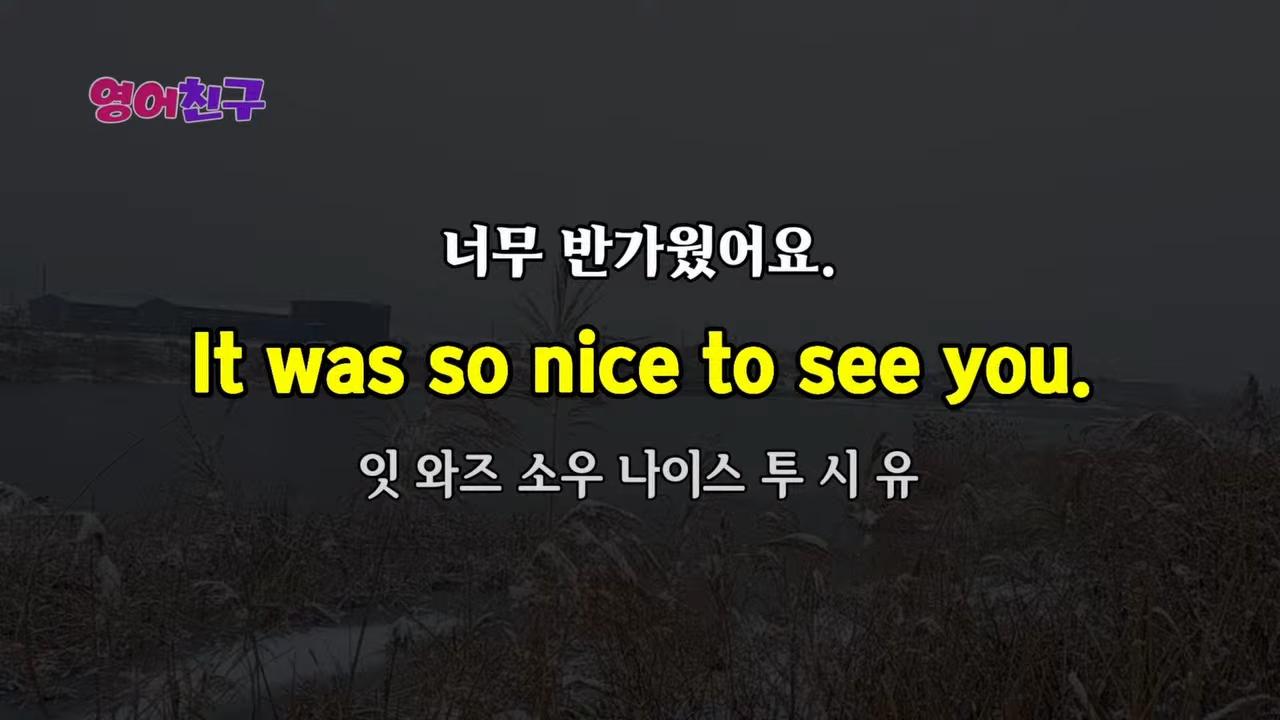 영어친구
너무 반가웠어요.
It was so nice to see you.
잇 와즈 소우 나이스 투 시 유